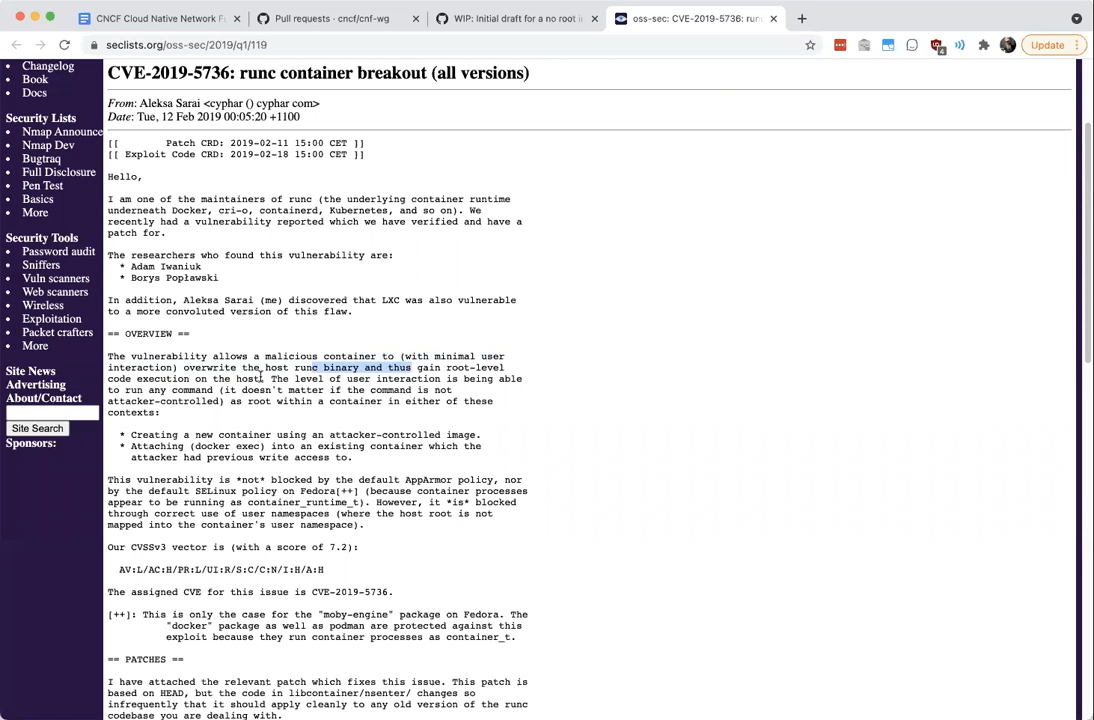 CNCF Cloud Native Network F
Pull requests · cncf/cnf-wg
WIP: Initial draft for a no root in
oss-sec: CVE-2019-5736: runc
seclists.org/oss-sec/2019/q1/119
4
Update
Changelog
Book
Docs
Security Lists
Nmap Announce
Nmap Dev
Bugtraq
Full Disclosure
Pen Test
Basics
More
Security Tools
Password audit
Sniffers
Vuln scanners
Web scanners
Wireless
Exploitation
Packet crafters
More
Site News
Advertising
About/Contact
Site Search
Sponsors:
CVE-2019-5736: runc container breakout (all versions)
From: Aleksa Sarai <cyphar () cyphar com>
Date: Tue, 12 Feb 2019 00:05:20 +1100
[[ Patch CRD: 2019-02-11 15:00 CET ]]
[[ Exploit Code CRD: 2019-02-18 15:00 CET ]]
Hello,
I am one of the maintainers of runc (the underlying container runtime
underneath Docker, cri-o, containerd, Kubernetes, and so on). We
recently had a vulnerability reported which we have verified and have a
patch for.
The researchers who found this vulnerability are:
* Adam Iwaniuk
* Borys Popławski
In addition, Aleksa Sarai (me) discovered that LXC was also vulnerable
to a more convoluted version of this flaw.
== OVERVIEW ==
The vulnerability allows a malicious container to (with minimal user
interaction) overwrite the host runc binary and thus gain root-level
code execution on the host. The level of user interaction is being able
to run any command (it doesn't matter if the command is not
attacker-controlled) as root within a container in either of these
contexts:
* Creating a new container using an attacker-controlled image.
* Attaching (docker exec) into an existing container which the
attacker had previous write access to.
This vulnerability is *not* blocked by the default AppArmor policy, nor
by the default SELinux policy on Fedora[++] (because container processes
appear to be running as container_runtime_t). However, it *is* blocked
through correct use of user namespaces (where the host root is not
mapped into the container's user namespace).
Our CVSSv3 vector is (with a score of 7.2):
AV:L/AC:H/PR:L/UI:R/S:C/C:N/I:H/A:H
The assigned CVE for this issue is CVE-2019-5736.
[++]: This is only the case for the "moby-engine" package on Fedora. The
"docker" package as well as podman are protected against this
exploit because they run container processes as container_t.
== PATCHES ==
I have attached the relevant patch which fixes this issue. This patch is
based on HEAD, but the code in libcontainer/nsenter/ changes so
infrequently that it should apply cleanly to any old version of the runc
codebase you are dealing with.